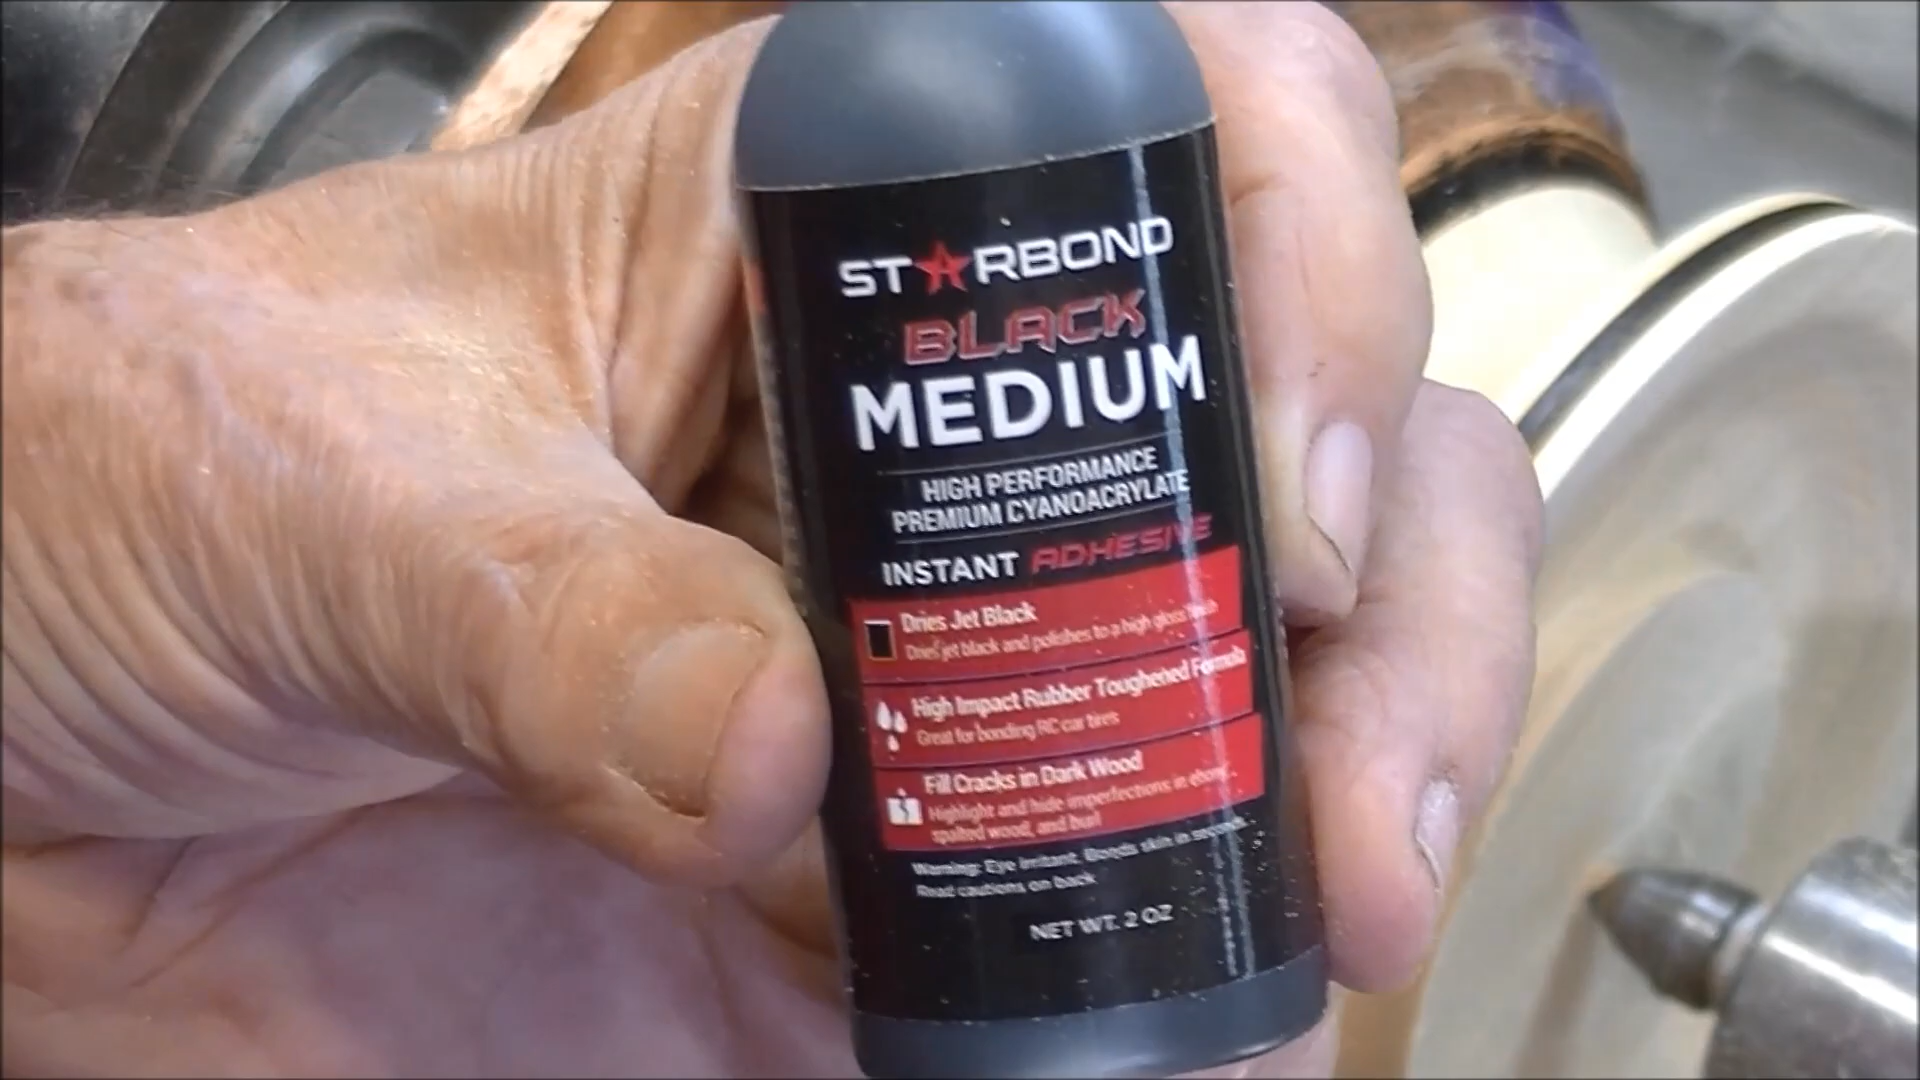 STARBOND
BLACK
MEDIUM
HIGH PERFORMANCE
PREMIUM CYANOACRYLATE
INSTANT ADHESIVE
Dries Jet Black
Dries jet black and polishes to a high gloss finish
High Impact Rubber Toughened Formula
Great for bonding RC car tires
Fill Cracks in Dark Wood
Highlight and hide imperfections in ebony,
spalted wood, and burl
Warning: Eye irritant. Bonds skin in seconds.
Read cautions on back
NET WT. 2 OZ